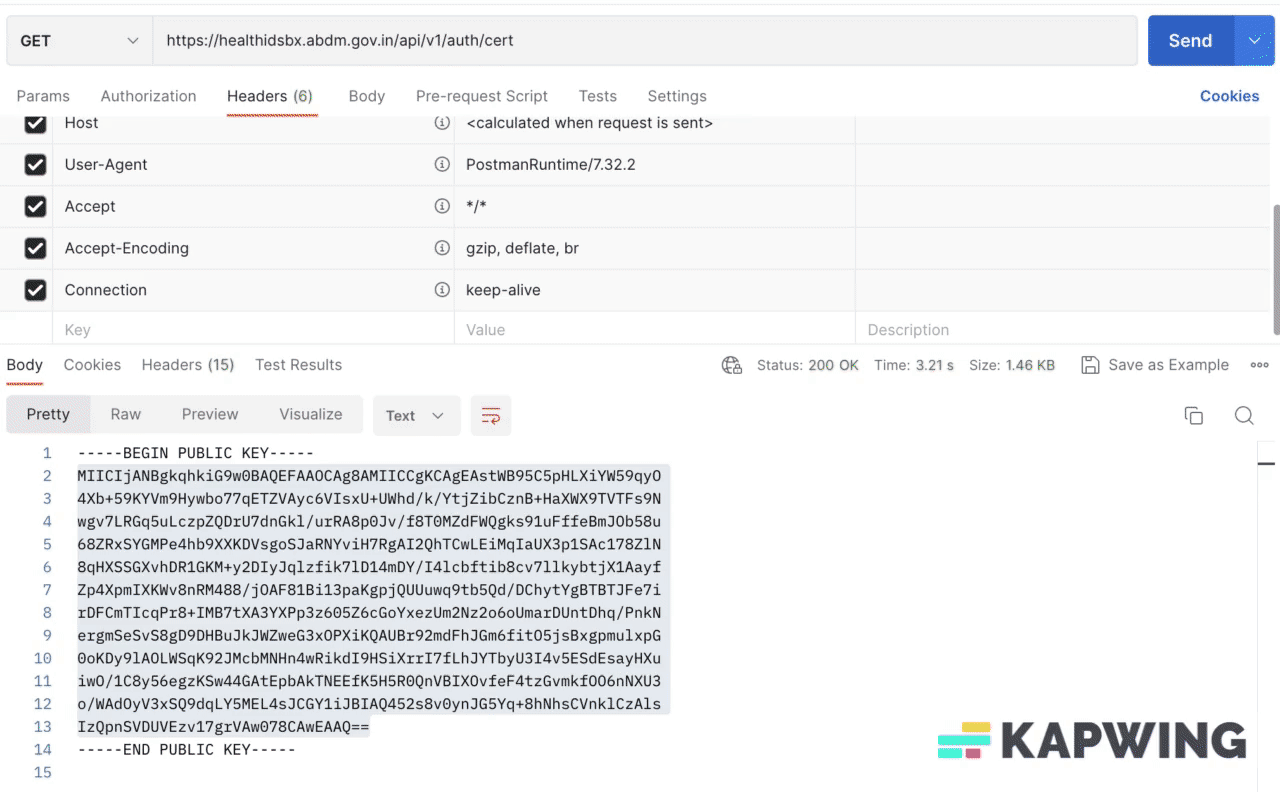 GET https://healthidsbx.abdm.gov.in/api/v1/auth/cert Send
Params Authorization Headers (6) Body Pre-request Script Tests Settings Cookies
Host <calculated when request is sent>
User-Agent PostmanRuntime/7.32.2
Accept */*
Accept-Encoding gzip, deflate, br
Connection keep-alive
Key Value Description
Body Cookies Headers (15) Test Results Status: 200 OK Time: 3.21 s Size: 1.46 KB Save as Example
Pretty Raw Preview Visualize Text
1 -----BEGIN PUBLIC KEY-----
2 MIICIjANBgkqhkiG9w0BAQEFAAOCAg8AMIICCgKCAgEAstWB95C5pHLXiYW59qyO
3 4Xb+59KYVm9Hywbo77qETZVAyc6VIsxU+UWhd/k/YtjZibCznB+HaXWX9TVTFs9N
4 wgv7LRGq5uLczpZQDrU7dnGkl/urRA8p0Jv/f8T0MZdFWQgks91uFffeBmJOb58u
5 68ZRxSYGMPe4hb9XXKDVsgoSJaRNYviH7RgAI2QhTCwLEiMqIaUX3p1SAc178ZlN
6 8qHXSSGXvhDR1GKM+y2DIyJqlzfik7lD14mDY/I4lcbftib8cv7llkybtjX1Aayf
7 Zp4XpmIXKWv8nRM488/jOAF81Bi13paKgpjQUUuwq9tb5Qd/DChytYgBTBTJFe7i
8 rDFCmTIcqPr8+IMB7tXA3YXPp3z605Z6cGoYxezUm2Nz2o6oUmarDUntDhq/PnkN
9 ergmSeSvS8gD9DHBuJkJWZweG3xOPXiKQAUBr92mdFhJGm6fitO5jsBxgpmulxpG
10 0oKDy9lAOLWSqK92JMcbMNHn4wRikdI9HSiXrrI7fLhJYTbyU3I4v5ESdEsayHXu
11 iwO/1C8y56egzKSw44GAtEpbAkTNEEfK5H5R0QnVBIXOvfeF4tzGvmkfOO6nNXU3
12 o/WAdOyV3xSQ9dqLY5MEL4sJCGY1iJBIAQ452s8v0ynJG5Yq+8hNhsCVnklCzAls
13 IzQpnSVDUVEzv17grVAw078CAwEAAQ==
14 -----END PUBLIC KEY-----
15
KAPWING